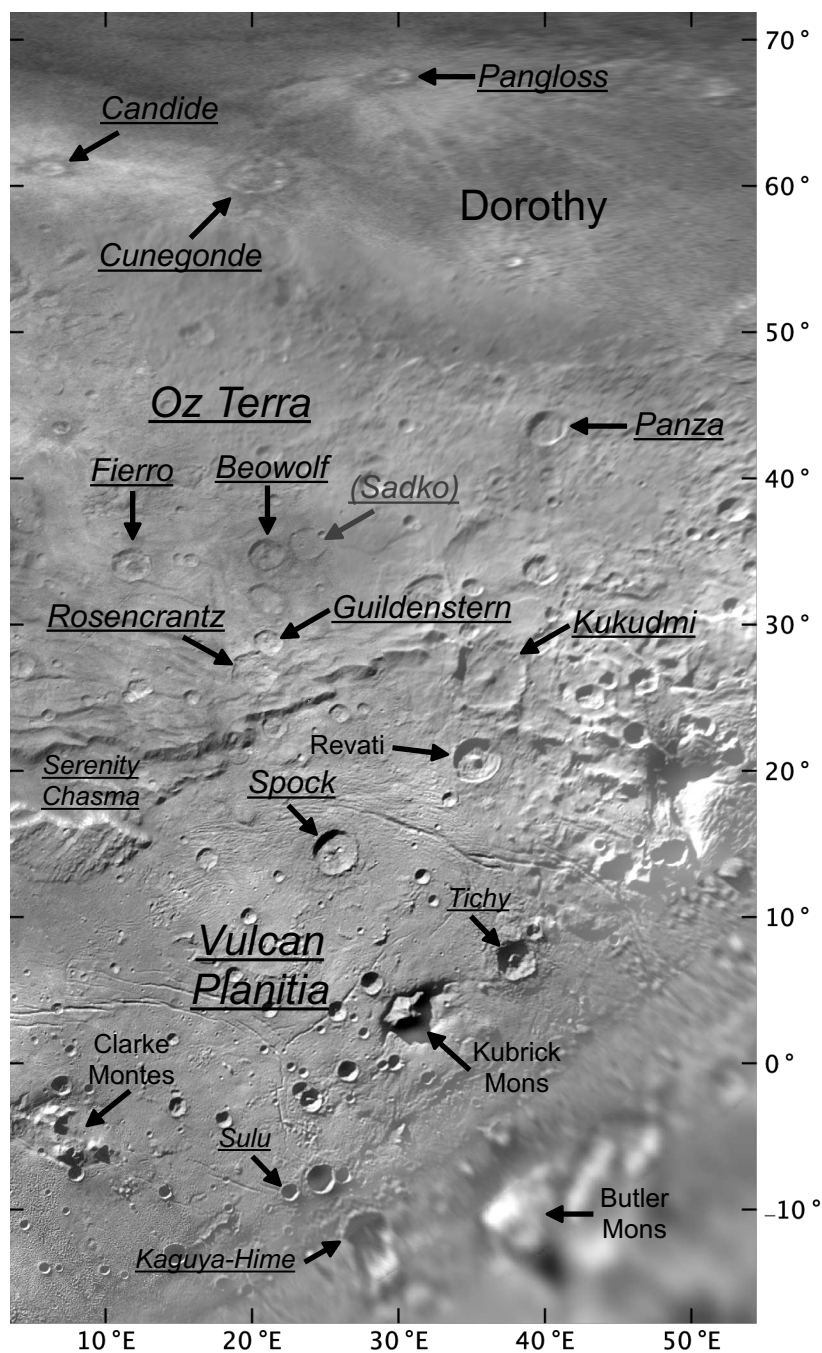 70°
Pangloss
Candide
60°
Dorothy
Cunegonde
50°
Oz Terra
Panza
Fierro
Beowolf
40°
(Sadko)
Rosencrantz
Guildenstern
Kukudmi
30°
Revati
Serenity
Chasma
20°
Spock
Tichy
10°
Vulcan
Planitia
Clarke
Montes
Kubrick
Mons
0°
Sulu
Butler
Mons
–10°
Kaguya-Hime
10°E
20°E
30°E
40°E
50°E